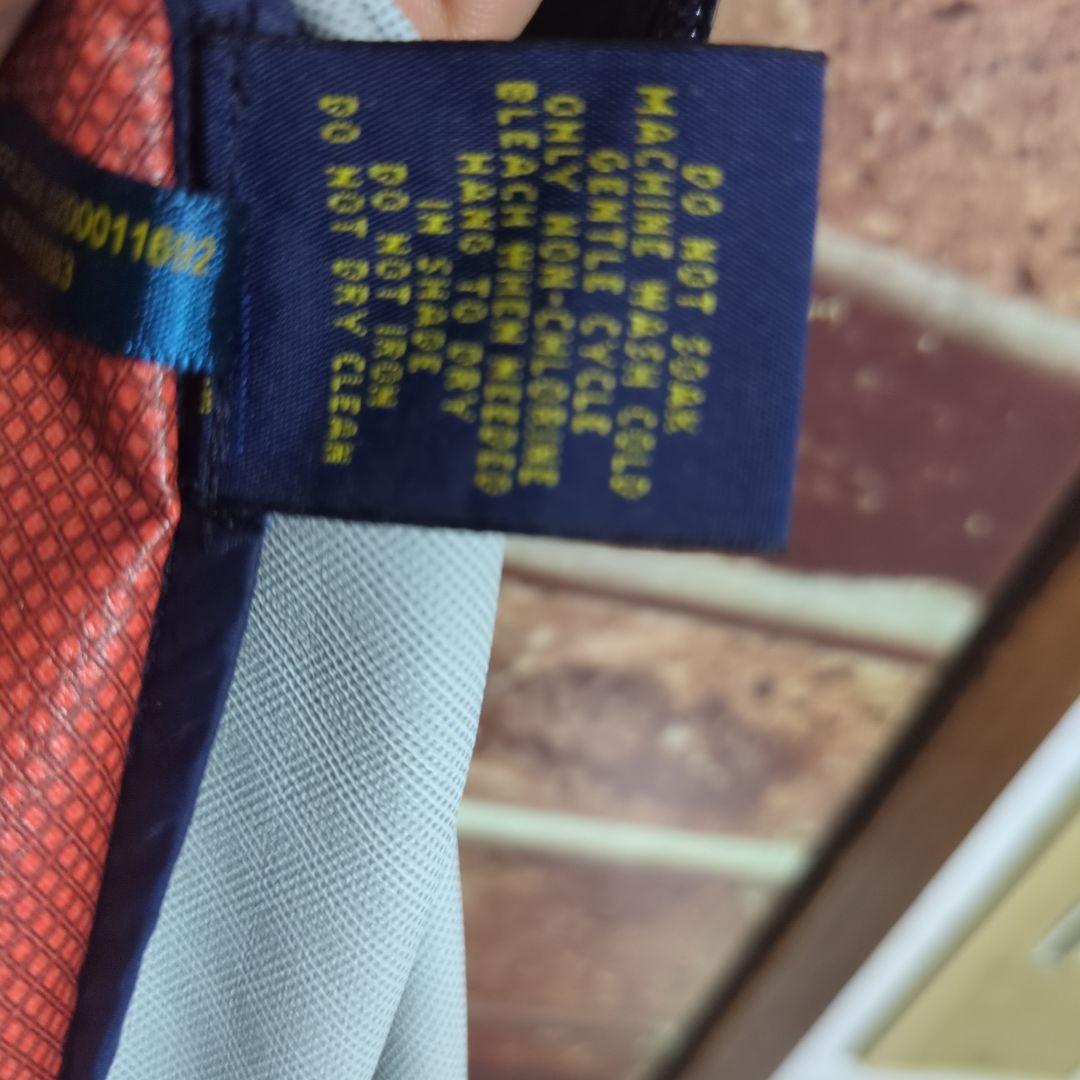 DO NOT SOAK
MACHINE WASH COLD
GENTLE CYCLE
ONLY NON-CHLORINE
BLEACH WHEN NEEDED
HANG TO DRY
IN SHADE
DO NOT IRON
DO NOT DRY CLEAN